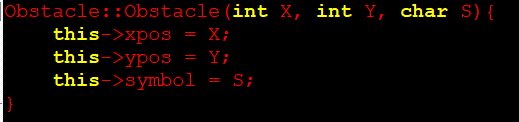 Obstacle::Obstacle(int X, int Y, char S){
    this->xpos = X;
    this->ypos = Y;
    this->symbol = S;
}